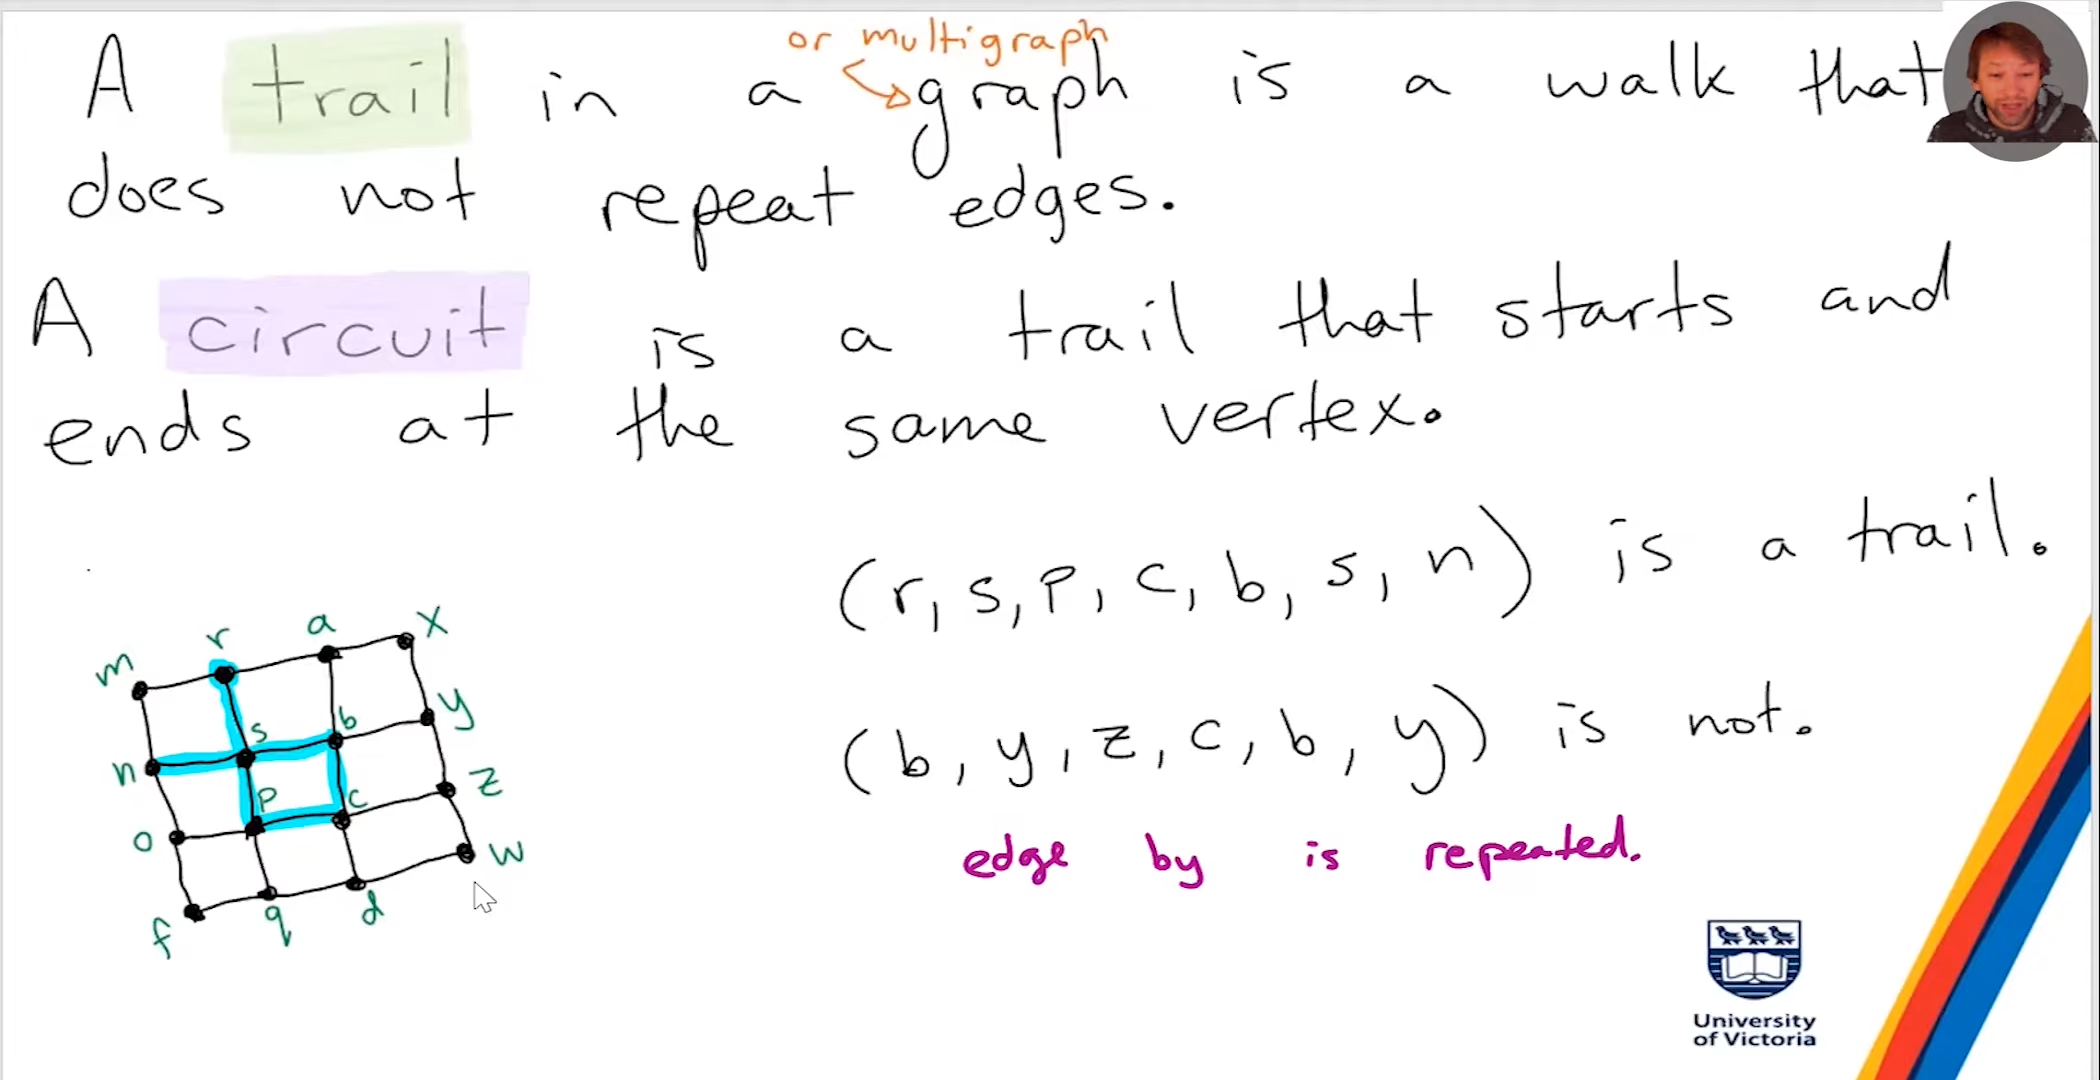 or multigraph
A trail in a graph is a walk that
does not repeat edges.
A circuit is a trail that starts and
ends at the same vertex.
(r, s, p, c, b, s, n) is a trail.
(b, y, z, c, b, y) is not.
edge by is repeated.
m r a x
n s b y
o p c z
f q d w
University
of Victoria